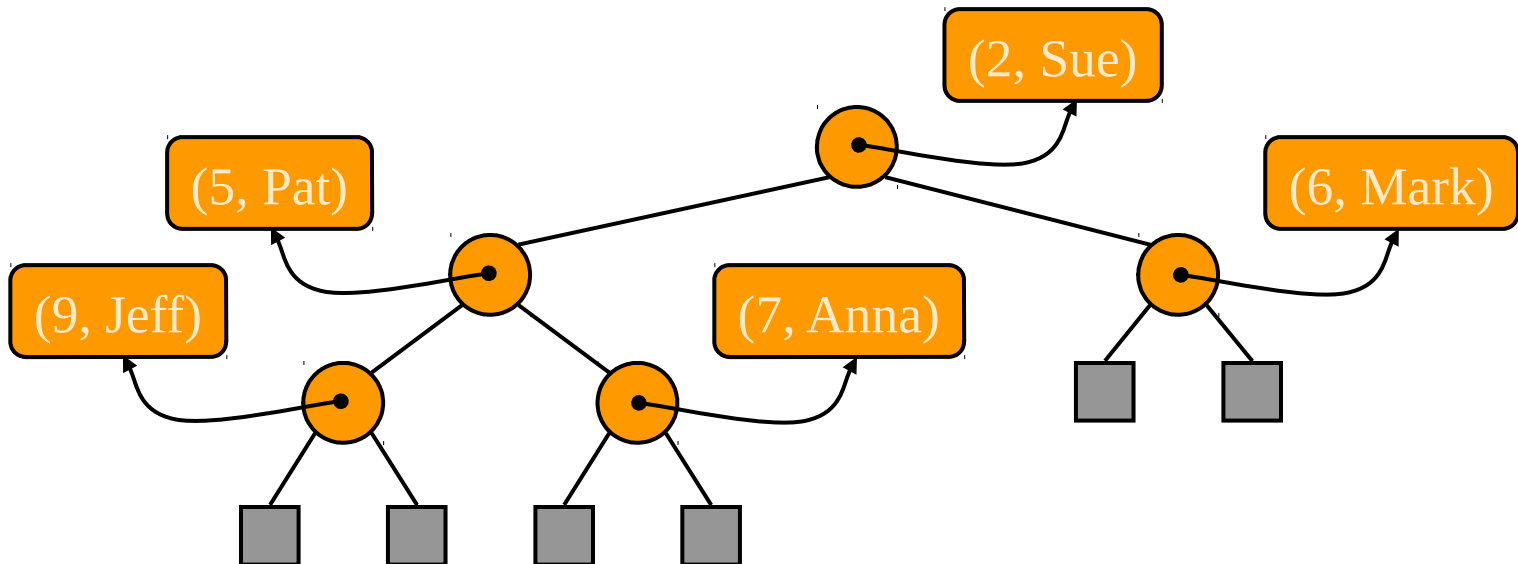 (2, Sue)
(5, Pat)
(6, Mark)
(9, Jeff)
(7, Anna)